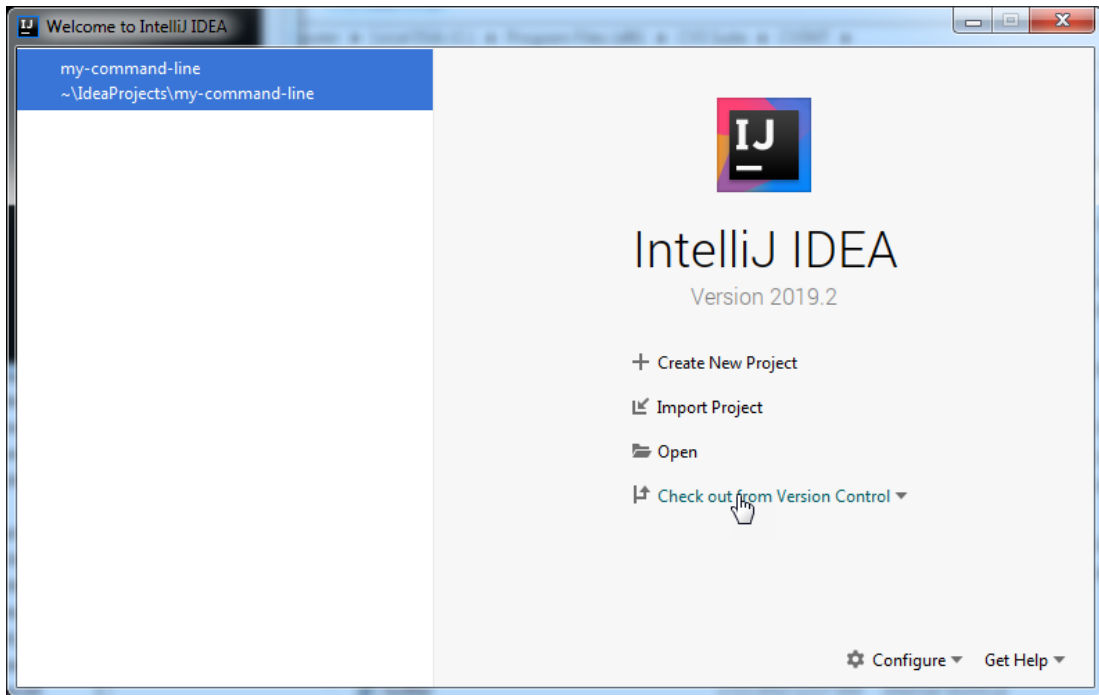 Welcome to IntelliJ IDEA
my-command-line
~\IdeaProjects\my-command-line
IJ
IntelliJ IDEA
Version 2019.2
Create New Project
Import Project
Open
Check out from Version Control
Configure
Get Help